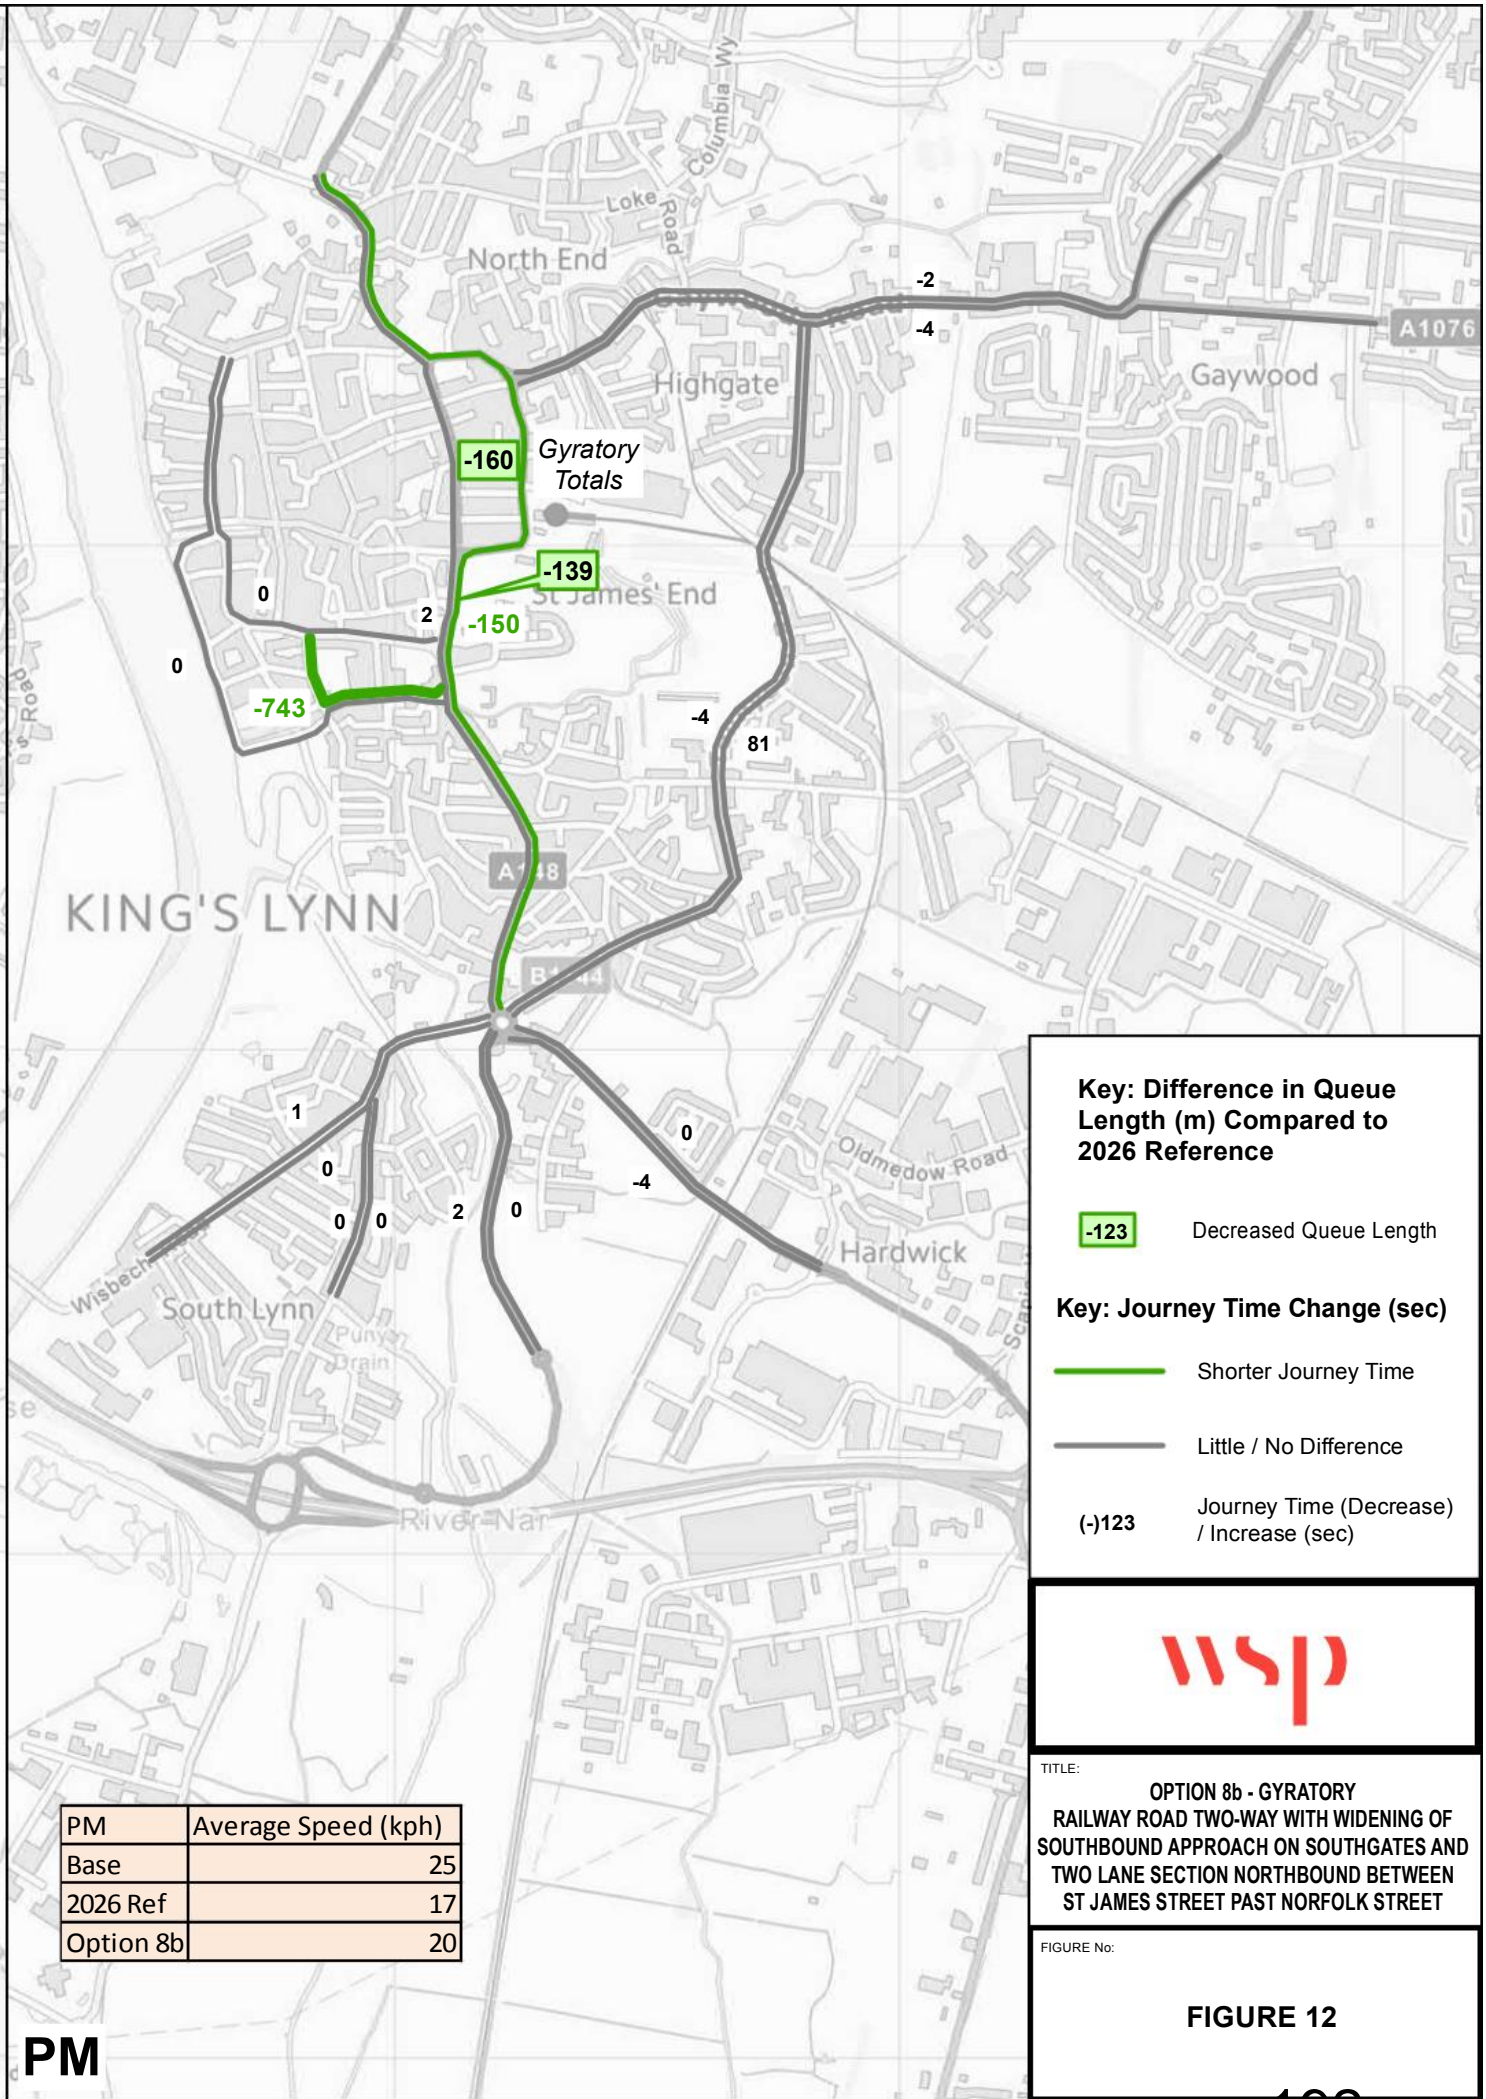 Columbia Wy
Loke Road
North End
-2
-4
A1076
Highgate
Gaywood
-160
Gyratory
Totals
-139
St James' End
0
2
-150
0
-743
-4
81
A148
KING'S LYNN
1
0
0
0
2
0
0
-4
Oldmedow Road
Hardwick
Wisbech
South Lynn
Puny
Drain
River Nar
Key: Difference in Queue
Length (m) Compared to
2026 Reference
-123 Decreased Queue Length
Key: Journey Time Change (sec)
Shorter Journey Time
Little / No Difference
(-)123 Journey Time (Decrease)
/ Increase (sec)
wsp
TITLE:
OPTION 8b - GYRATORY
RAILWAY ROAD TWO-WAY WITH WIDENING OF
SOUTHBOUND APPROACH ON SOUTHGATES AND
TWO LANE SECTION NORTHBOUND BETWEEN
ST JAMES STREET PAST NORFOLK STREET
FIGURE No:
FIGURE 12
PM Average Speed (kph)
Base 25
2026 Ref 17
Option 8b 20
PM